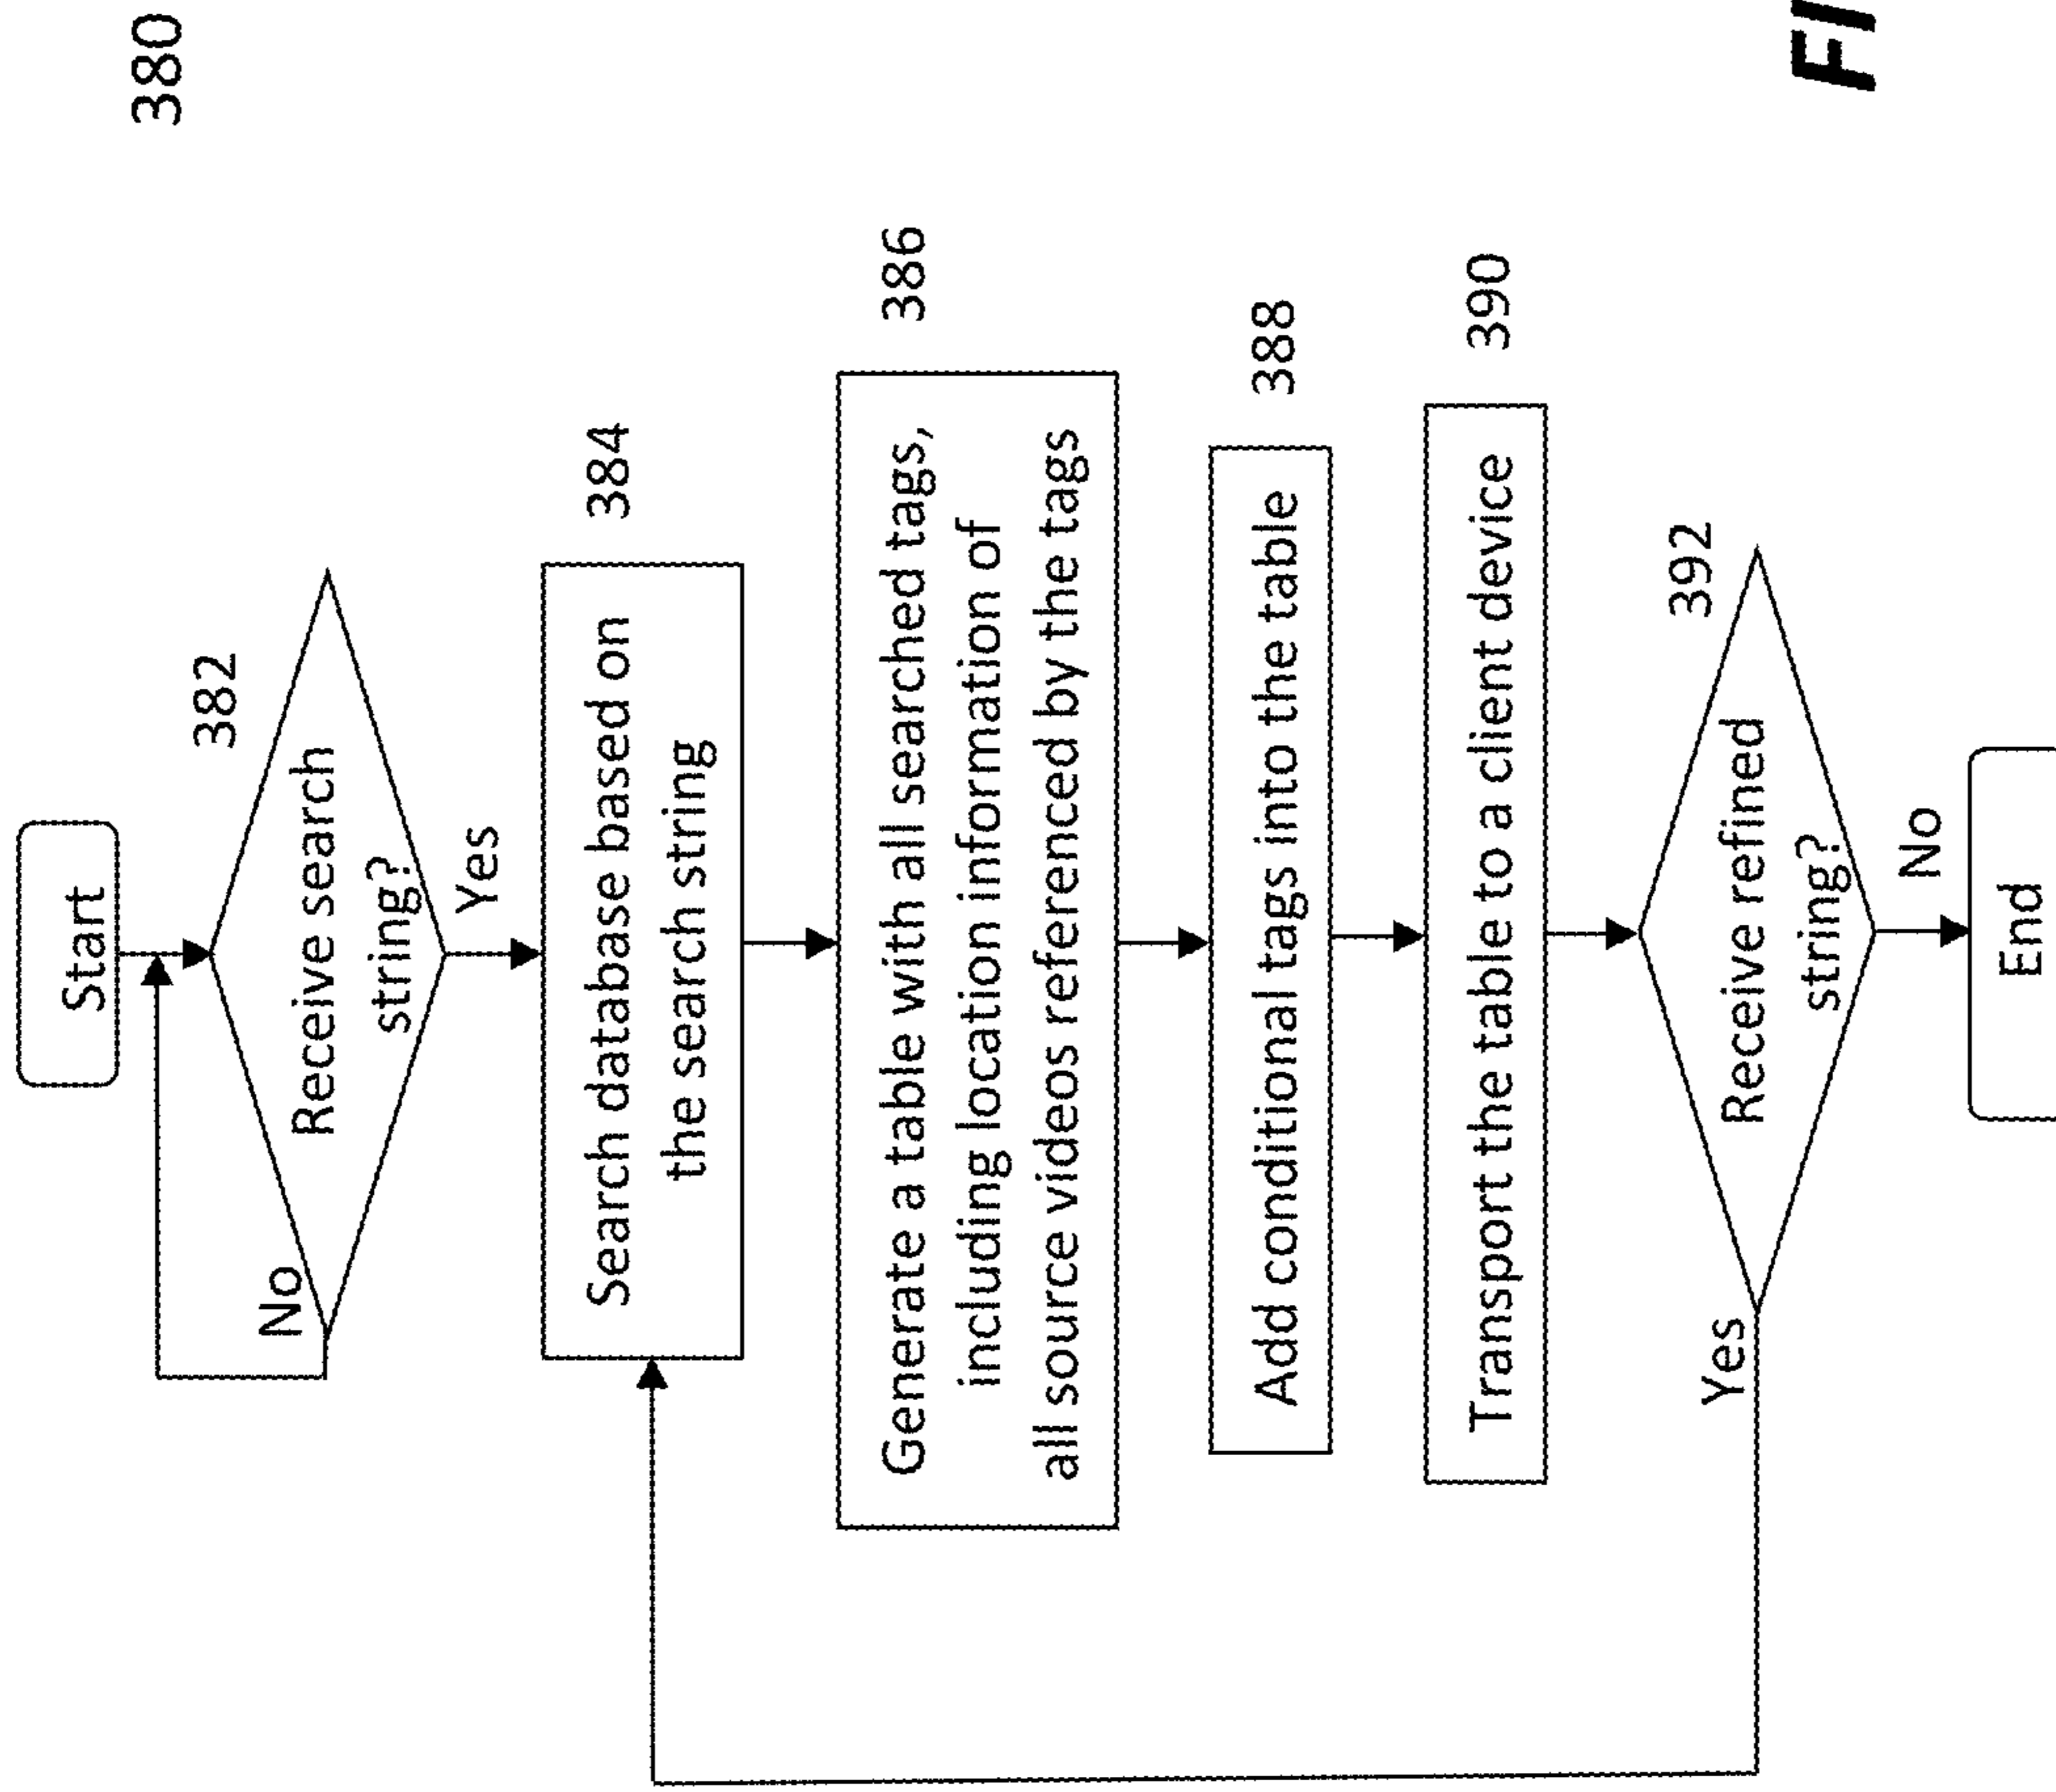 380
Start
382
Receive search
string?
No
Yes
384
Search database based on
the search string
386
Generate a table with all searched tags,
including location information of
all source videos referenced by the tags
388
Add conditional tags into the table
390
Transport the table to a client device
392
Receive refined
string?
Yes
No
End
FI